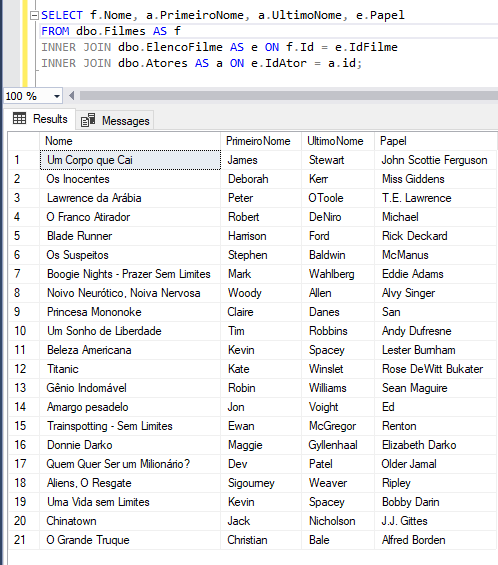 SELECT f.Nome, a.PrimeiroNome, a.UltimoNome, e.Papel
FROM dbo.Filmes AS f
INNER JOIN dbo.ElencoFilme AS e ON f.Id = e.IdFilme
INNER JOIN dbo.Atores AS a ON e.IdAtor = a.id;
100 %
Results Messages
Nome PrimeiroNome UltimoNome Papel
1 Um Corpo que Cai James Stewart John Scottie Ferguson
2 Os Inocentes Deborah Kerr Miss Giddens
3 Lawrence da Arábia Peter OToole T.E. Lawrence
4 O Franco Atirador Robert DeNiro Michael
5 Blade Runner Harrison Ford Rick Deckard
6 Os Suspeitos Stephen Baldwin McManus
7 Boogie Nights - Prazer Sem Limites Mark Wahlberg Eddie Adams
8 Noivo Neurótico, Noiva Nervosa Woody Allen Alvy Singer
9 Princesa Mononoke Claire Danes San
10 Um Sonho de Liberdade Tim Robbins Andy Dufresne
11 Beleza Americana Kevin Spacey Lester Burnham
12 Titanic Kate Winslet Rose DeWitt Bukater
13 Gênio Indomável Robin Williams Sean Maguire
14 Amargo pesadelo Jon Voight Ed
15 Trainspotting - Sem Limites Ewan McGregor Renton
16 Donnie Darko Maggie Gyllenhaal Elizabeth Darko
17 Quem Quer Ser um Milionário? Dev Patel Older Jamal
18 Aliens, O Resgate Sigourney Weaver Ripley
19 Uma Vida sem Limites Kevin Spacey Bobby Darin
20 Chinatown Jack Nicholson J.J. Gittes
21 O Grande Truque Christian Bale Alfred Borden